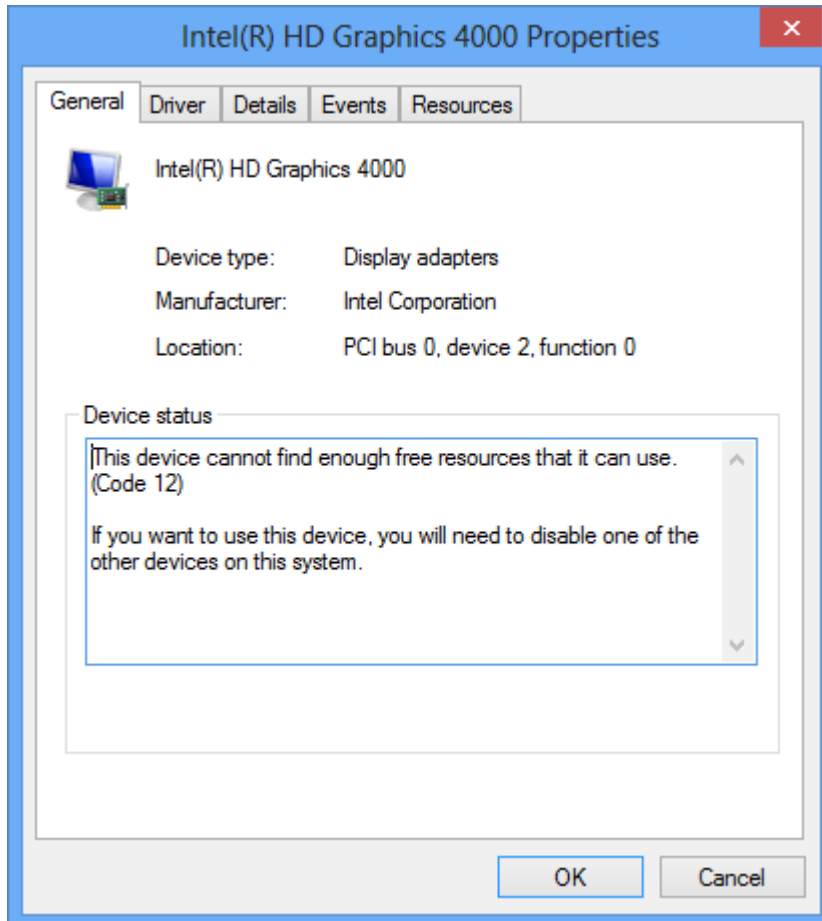 Intel(R) HD Graphics 4000 Properties
General Driver Details Events Resources
Intel(R) HD Graphics 4000
Device type: Display adapters
Manufacturer: Intel Corporation
Location: PCI bus 0, device 2, function 0
Device status
This device cannot find enough free resources that it can use.
(Code 12)
If you want to use this device, you will need to disable one of the
other devices on this system.
OK Cancel